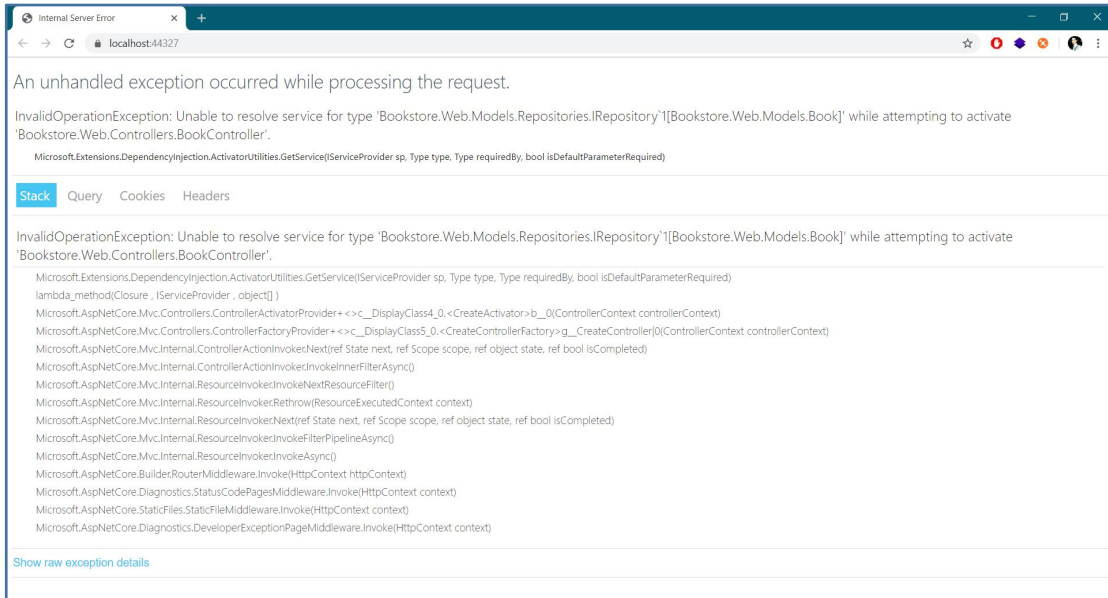 Internal Server Error
localhost:44327
An unhandled exception occurred while processing the request.
InvalidOperationException: Unable to resolve service for type 'Bookstore.Web.Models.Repositories.IRepository`1[Bookstore.Web.Models.Book]' while attempting to activate
'Bookstore.Web.Controllers.BookController'.
Microsoft.Extensions.DependencyInjection.ActivatorUtilities.GetService(IServiceProvider sp, Type type, Type requiredBy, bool isDefaultParameterRequired)
Stack Query Cookies Headers
InvalidOperationException: Unable to resolve service for type 'Bookstore.Web.Models.Repositories.IRepository`1[Bookstore.Web.Models.Book]' while attempting to activate
'Bookstore.Web.Controllers.BookController'.
Microsoft.Extensions.DependencyInjection.ActivatorUtilities.GetService(IServiceProvider sp, Type type, Type requiredBy, bool isDefaultParameterRequired)
lambda_method(Closure , IServiceProvider , object[] )
Microsoft.AspNetCore.Mvc.Controllers.ControllerActivatorProvider+<>c__DisplayClass4_0.<CreateActivator>b__0(ControllerContext controllerContext)
Microsoft.AspNetCore.Mvc.Controllers.ControllerFactoryProvider+<>c__DisplayClass5_0.<CreateControllerFactory>g__CreateController|0(ControllerContext controllerContext)
Microsoft.AspNetCore.Mvc.Internal.ControllerActionInvoker.Next(ref State next, ref Scope scope, ref object state, ref bool isCompleted)
Microsoft.AspNetCore.Mvc.Internal.ControllerActionInvoker.InvokeInnerFilterAsync()
Microsoft.AspNetCore.Mvc.Internal.ResourceInvoker.InvokeNextResourceFilter()
Microsoft.AspNetCore.Mvc.Internal.ResourceInvoker.Rethrow(ResourceExecutedContext context)
Microsoft.AspNetCore.Mvc.Internal.ResourceInvoker.Next(ref State next, ref Scope scope, ref object state, ref bool isCompleted)
Microsoft.AspNetCore.Mvc.Internal.ResourceInvoker.InvokeFilterPipelineAsync()
Microsoft.AspNetCore.Mvc.Internal.ResourceInvoker.InvokeAsync()
Microsoft.AspNetCore.Builder.RouterMiddleware.Invoke(HttpContext httpContext)
Microsoft.AspNetCore.Diagnostics.StatusCodePagesMiddleware.Invoke(HttpContext context)
Microsoft.AspNetCore.StaticFiles.StaticFileMiddleware.Invoke(HttpContext context)
Microsoft.AspNetCore.Diagnostics.DeveloperExceptionPageMiddleware.Invoke(HttpContext context)
Show raw exception details